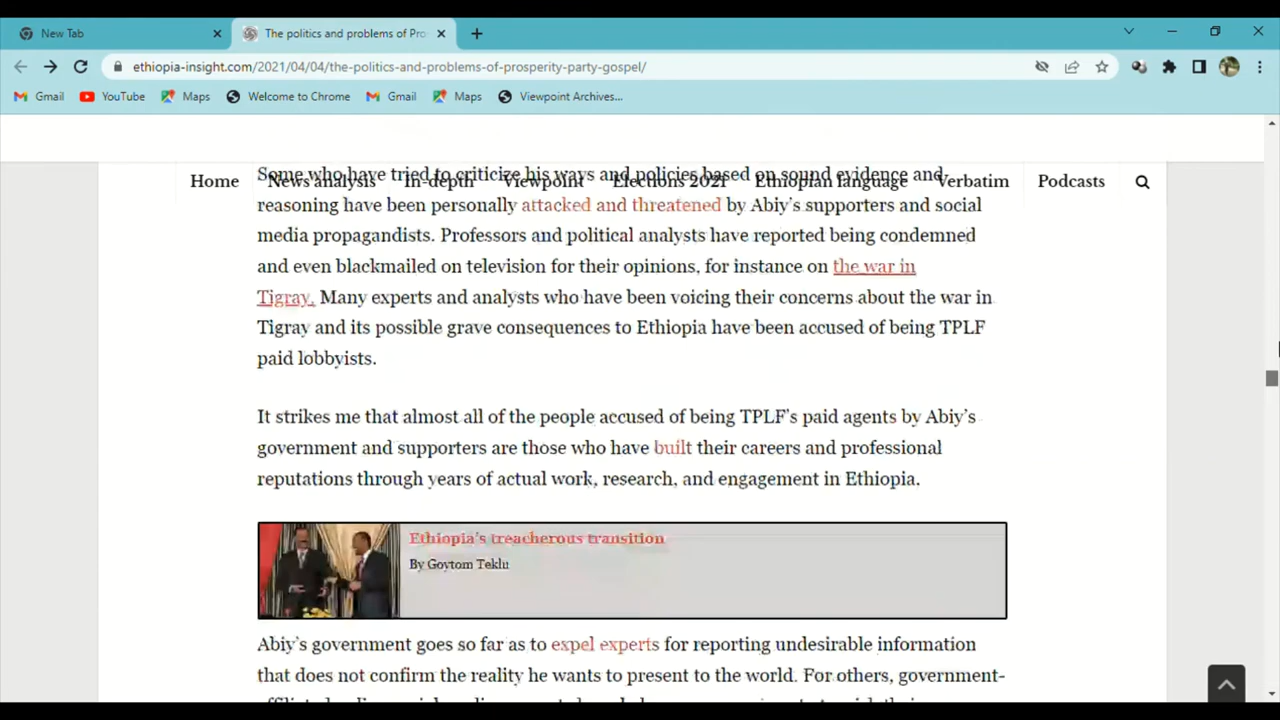 New Tab
The politics and problems of Pro
ethiopia-insight.com/2021/04/04/the-politics-and-problems-of-prosperity-party-gospel/
Gmail YouTube Maps Welcome to Chrome Gmail Maps Viewpoint Archives...
Some who have tried to criticize his ways and policies based on sound evidence and
Home News analysis In-depth Viewpoint Elections 2021 Ethiopian language Verbatim Podcasts
reasoning have been personally attacked and threatened by Abiy's supporters and social
media propagandists. Professors and political analysts have reported being condemned
and even blackmailed on television for their opinions, for instance on the war in
Tigray. Many experts and analysts who have been voicing their concerns about the war in
Tigray and its possible grave consequences to Ethiopia have been accused of being TPLF
paid lobbyists.
It strikes me that almost all of the people accused of being TPLF's paid agents by Abiy's
government and supporters are those who have built their careers and professional
reputations through years of actual work, research, and engagement in Ethiopia.
Ethiopia's treacherous transition
By Goytom Teklu
Abiy's government goes so far as to expel experts for reporting undesirable information
that does not confirm the reality he wants to present to the world. For others, government-